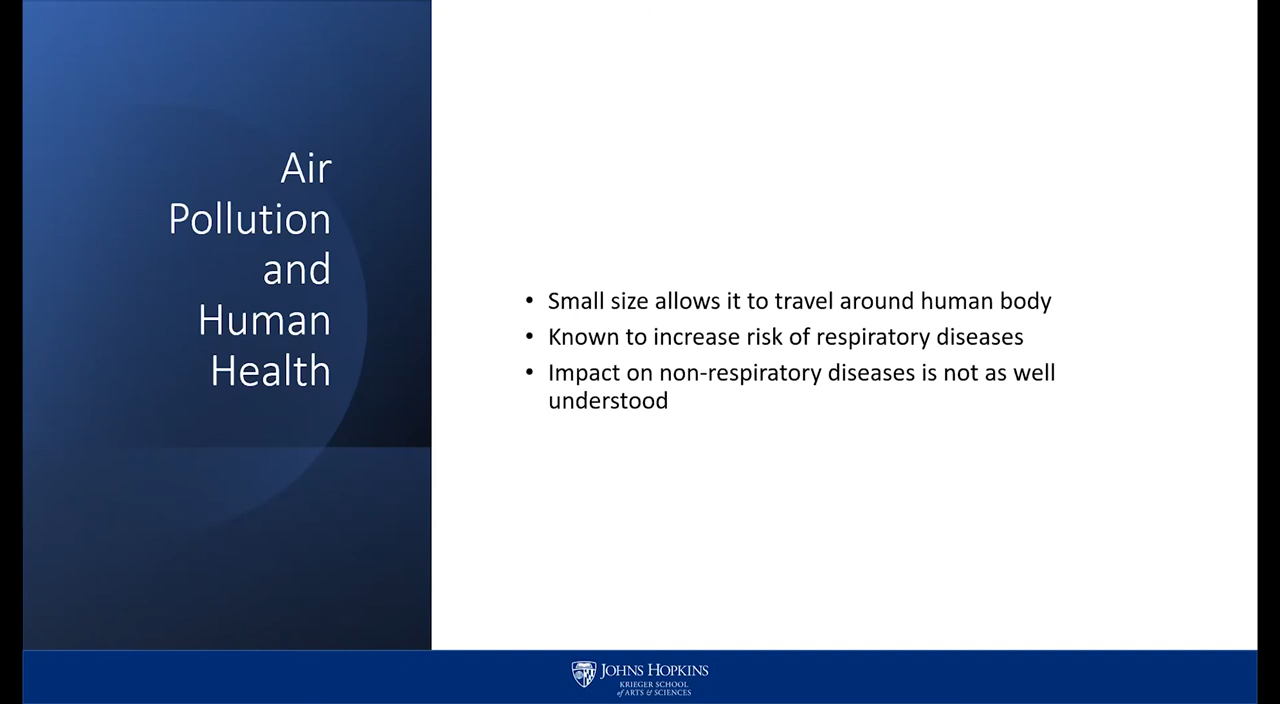 Air
Pollution
and
Human
Health
• Small size allows it to travel around human body
• Known to increase risk of respiratory diseases
• Impact on non-respiratory diseases is not as well
understood
JOHNS HOPKINS
KRIEGER SCHOOL
of ARTS & SCIENCES